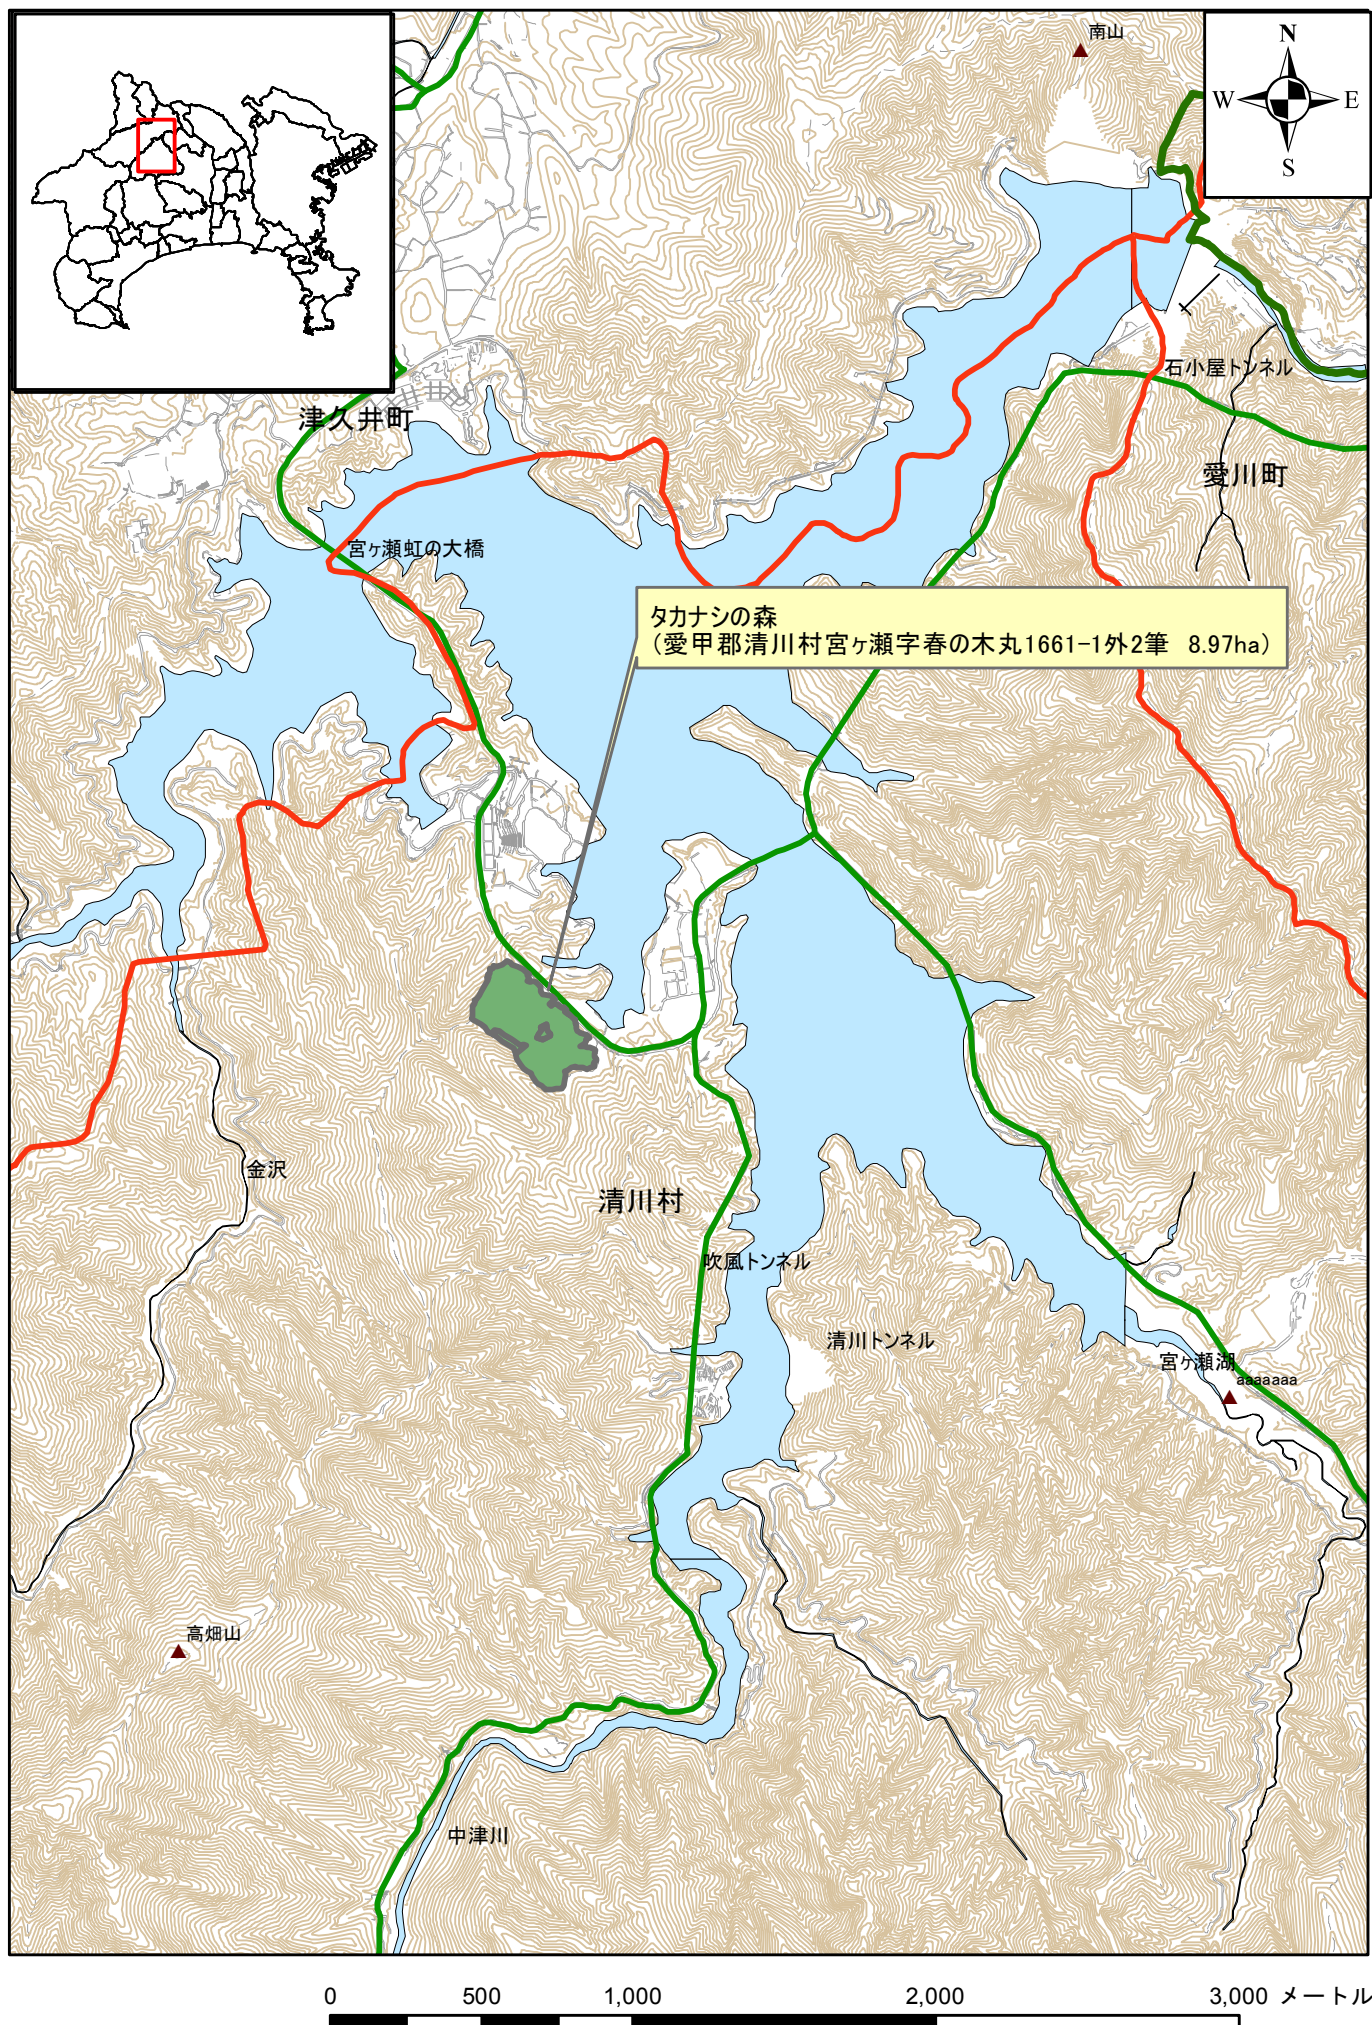 南山
N
W
E
S
石小屋トンネル
津久井町
愛川町
宮ヶ瀬虹の大橋
タカナシの森
（愛甲郡清川村宮ヶ瀬字春の木丸1661-1外2筆 8.97ha）
金沢
清川村
吹風トンネル
清川トンネル
宮ヶ瀬湖
aaaaaaa
高畑山
中津川
0 500 1,000 2,000 3,000 メートル